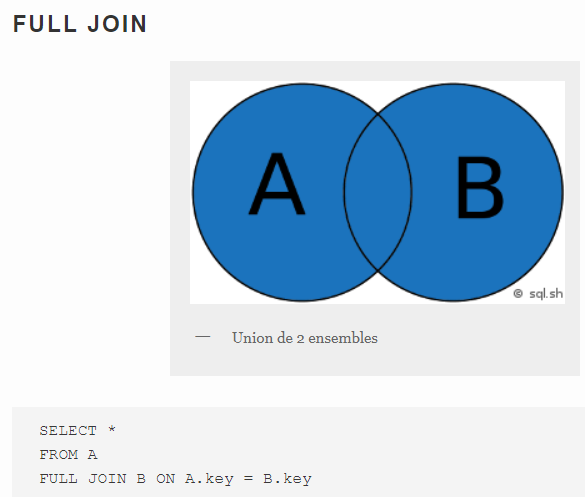 FULL JOIN
A B
© sql.sh
— Union de 2 ensembles
SELECT *
FROM A
FULL JOIN B ON A.key = B.key